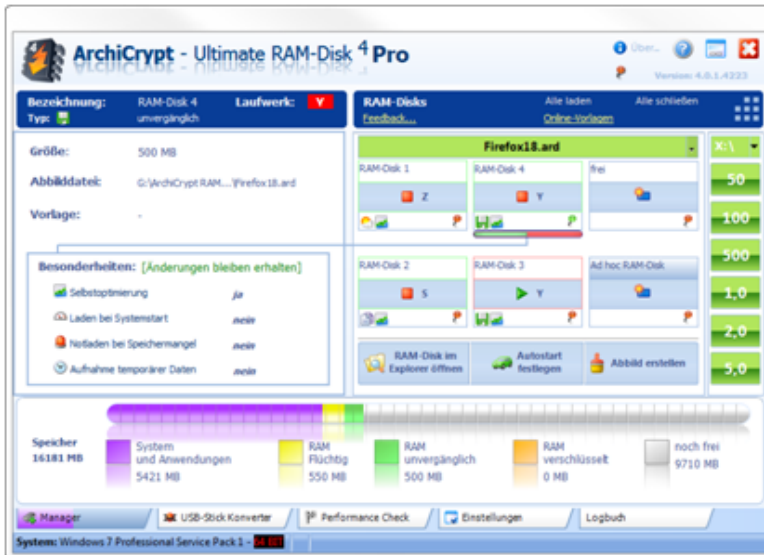 ArchiCrypt - Ultimate RAM-Disk 4 Pro
Über...
Version: 4.0.1.4223
Bezeichnung: RAM-Disk 4 Laufwerk: Y
Typ: unvergänglich
RAM-Disks Alle laden Alle schließen
Feedback... Online-Vorlagen
Größe: 500 MB
Abbilddatei: G:\ArchiCrypt RAM...\Firefox18.ard
Vorlage: -
Besonderheiten: [Änderungen bleiben erhalten]
Selbstoptimierung ja
Laden bei Systemstart nein
Notladen bei Speichermangel nein
Aufnahme temporärer Daten nein
Firefox18.ard
RAM-Disk 1 RAM-Disk 4 frei
Z Y
RAM-Disk 2 RAM-Disk 3 Ad hoc RAM-Disk
S Y
RAM-Disk im Explorer öffnen
Autostart festlegen
Abbild erstellen
X:\
50
100
500
1,0
2,0
5,0
Speicher
16181 MB
System und Anwendungen
5421 MB
RAM Flüchtig
550 MB
RAM unvergänglich
500 MB
RAM verschlüsselt
0 MB
noch frei
9710 MB
Manager USB-Stick Konverter Performance Check Einstellungen Logbuch
System: Windows 7 Professional Service Pack 1 -